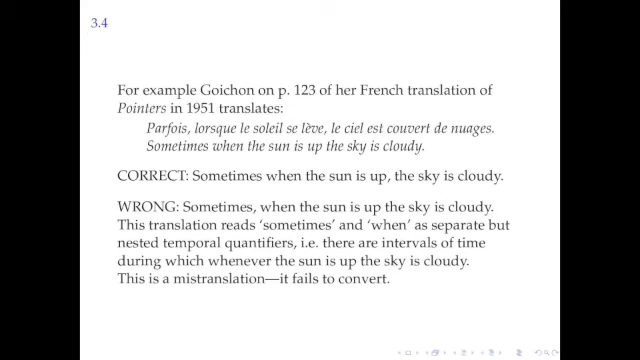 3.4
For example Goichon on p. 123 of her French translation of
Pointers in 1951 translates:
Parfois, lorsque le soleil se lève, le ciel est couvert de nuages.
Sometimes when the sun is up the sky is cloudy.
CORRECT: Sometimes when the sun is up, the sky is cloudy.
WRONG: Sometimes, when the sun is up the sky is cloudy.
This translation reads ‘sometimes’ and ‘when’ as separate but
nested temporal quantifiers, i.e. there are intervals of time
during which whenever the sun is up the sky is cloudy.
This is a mistranslation—it fails to convert.